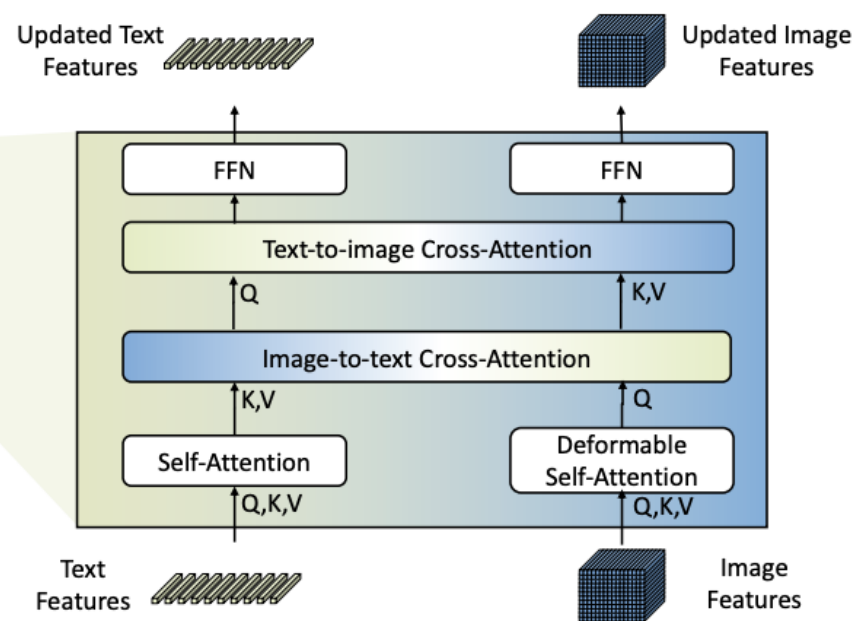 Updated Text
Features
Updated Image
Features
FFN
FFN
Text-to-image Cross-Attention
Q
K,V
Image-to-text Cross-Attention
K,V
Q
Self-Attention
Deformable
Self-Attention
Q,K,V
Q,K,V
Text
Features
Image
Features